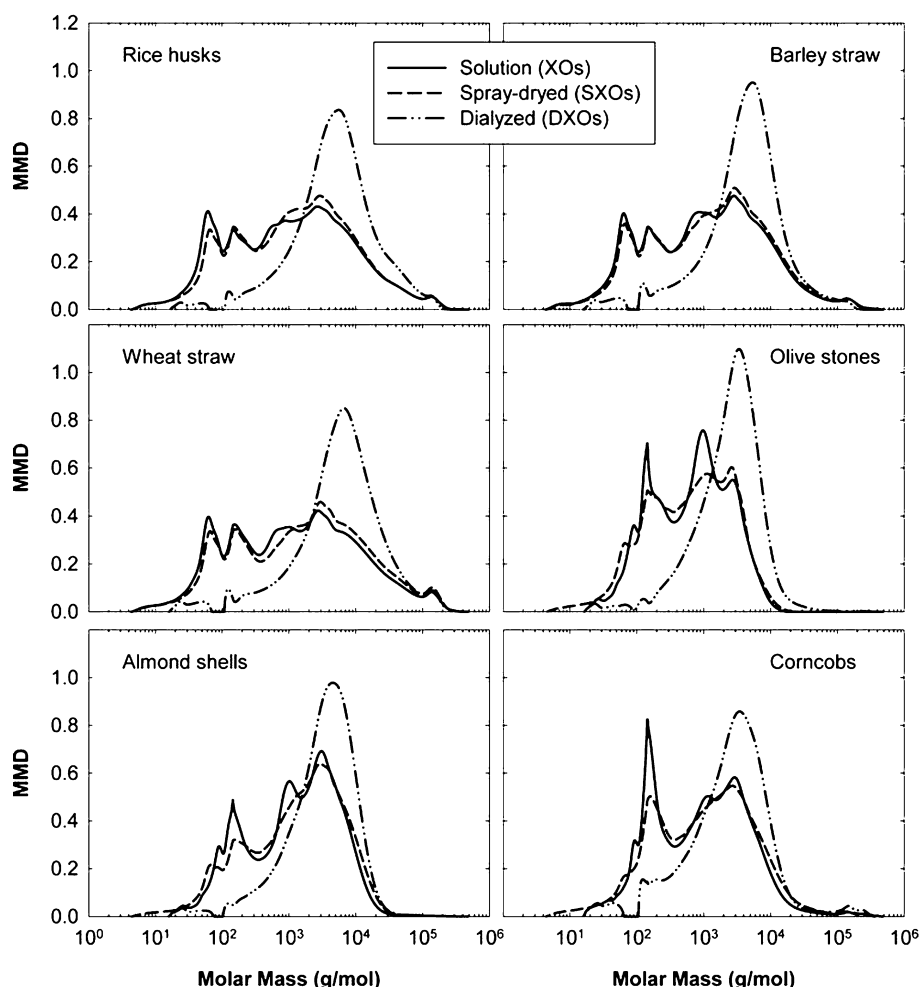 1.2
1.0
0.8
0.6
0.4
0.2
0.0
MMD
Rice husks
Solution (XOs)
Spray-dryed (SXOs)
Dialyzed (DXOs)
Barley straw
1.0
0.8
0.6
0.4
0.2
0.0
MMD
Wheat straw
Olive stones
1.0
0.8
0.6
0.4
0.2
0.0
MMD
Almond shells
Corncobs
10⁰ 10¹ 10² 10³ 10⁴ 10⁵ 10⁶ 10¹ 10² 10³ 10⁴ 10⁵ 10⁶
Molar Mass (g/mol) Molar Mass (g/mol)